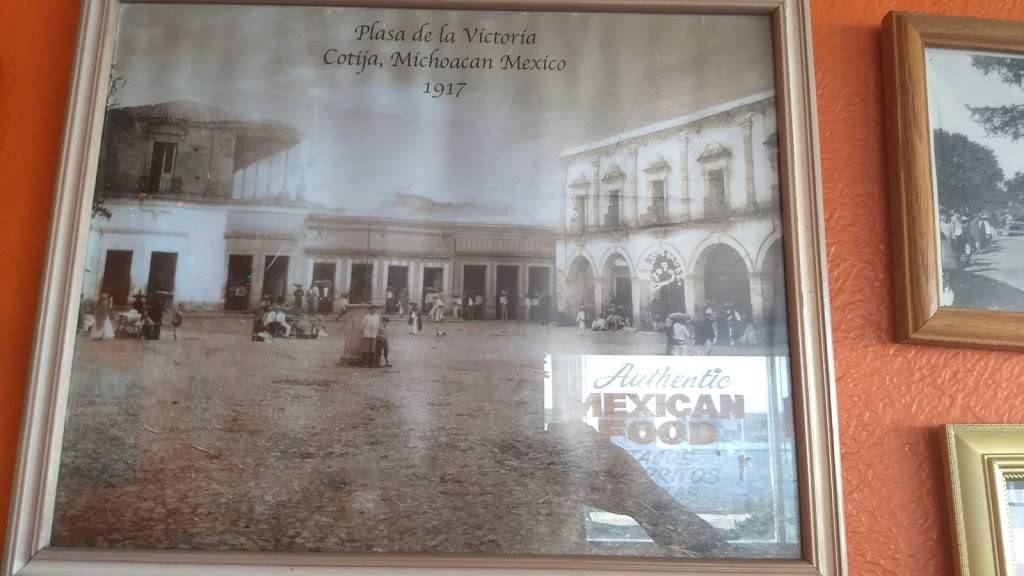 Plasa de la Victoria
Cotija, Michoacan Mexico
1917
Authentic
MEXICAN
FOOD